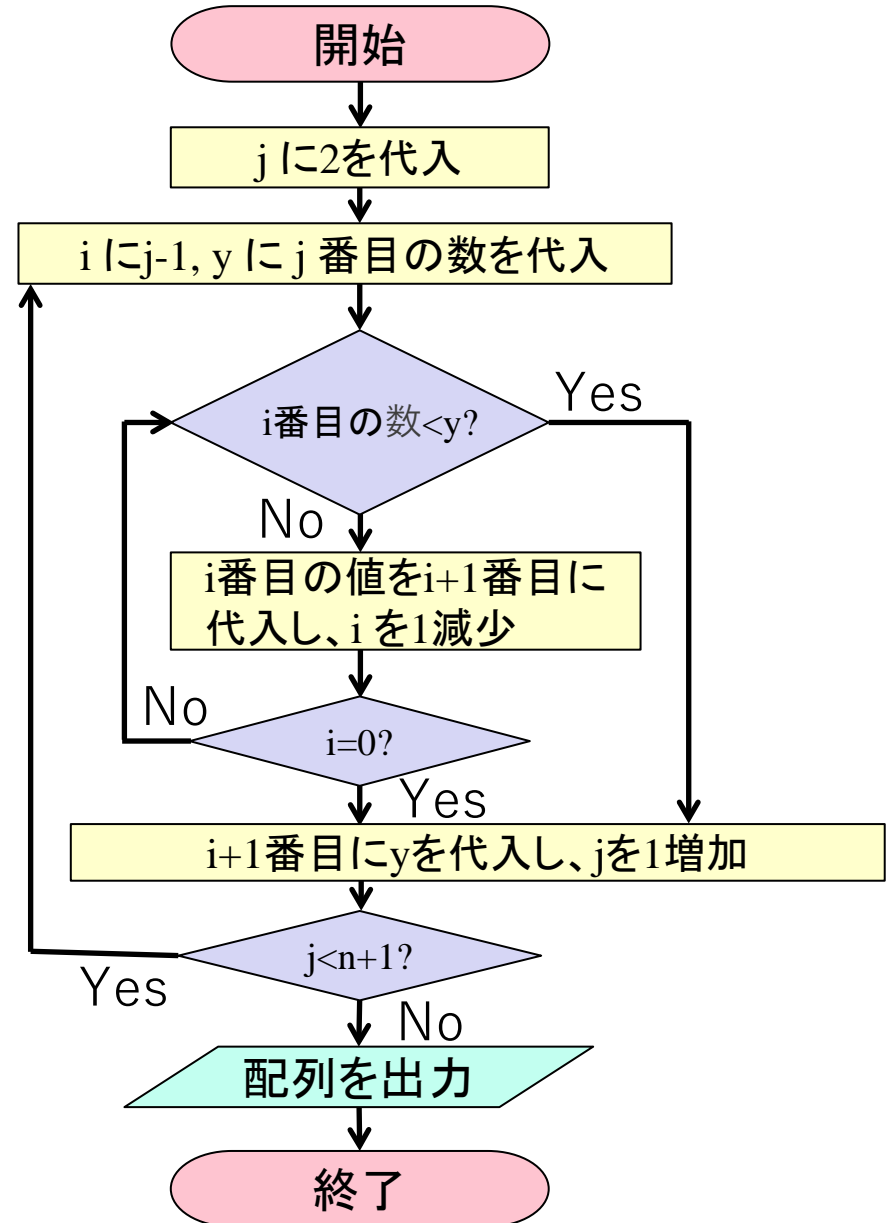 開始
j に2を代入
i にj-1, y に j 番目の数を代入
i番目の数<y?
Yes
No
i番目の値をi+1番目に
代入し、i を1減少
No
i=0?
Yes
i+1番目にyを代入し、jを1増加
j<n+1?
Yes
No
配列を出力
終了